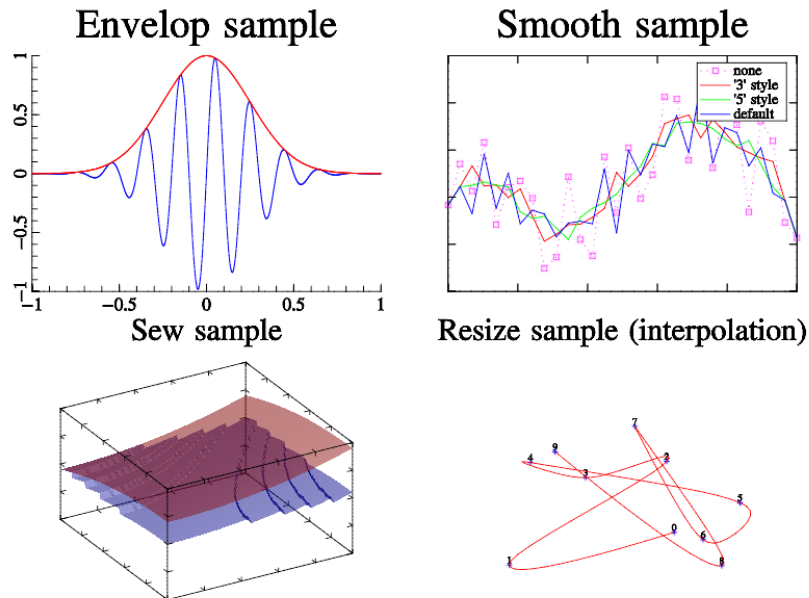 Envelop sample
1
0.5
0
−0.5
−1
−1 −0.5 0 0.5 1
Smooth sample
none
'3' style
'5' style
default
Sew sample
Resize sample (interpolation)
7
9
4
2
3
5
0
6
1
8